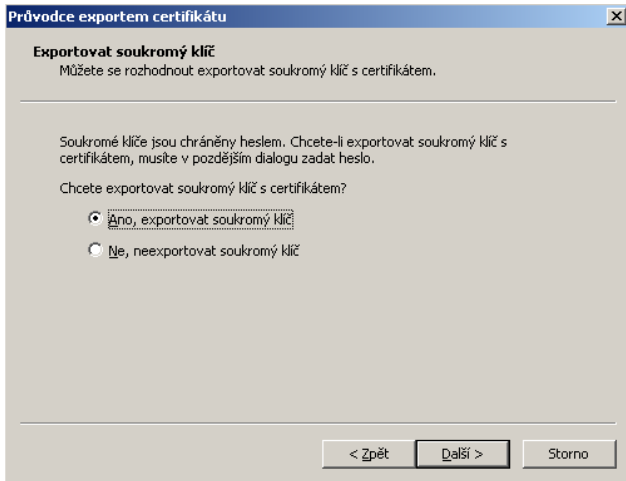 Průvodce exportem certifikátu
Exportovat soukromý klíč
Můžete se rozhodnout exportovat soukromý klíč s certifikátem.
Soukromé klíče jsou chráněny heslem. Chcete-li exportovat soukromý klíč s
certifikátem, musíte v pozdějším dialogu zadat heslo.
Chcete exportovat soukromý klíč s certifikátem?
Ano, exportovat soukromý klíč
Ne, neexportovat soukromý klíč
< Zpět
Další >
Storno